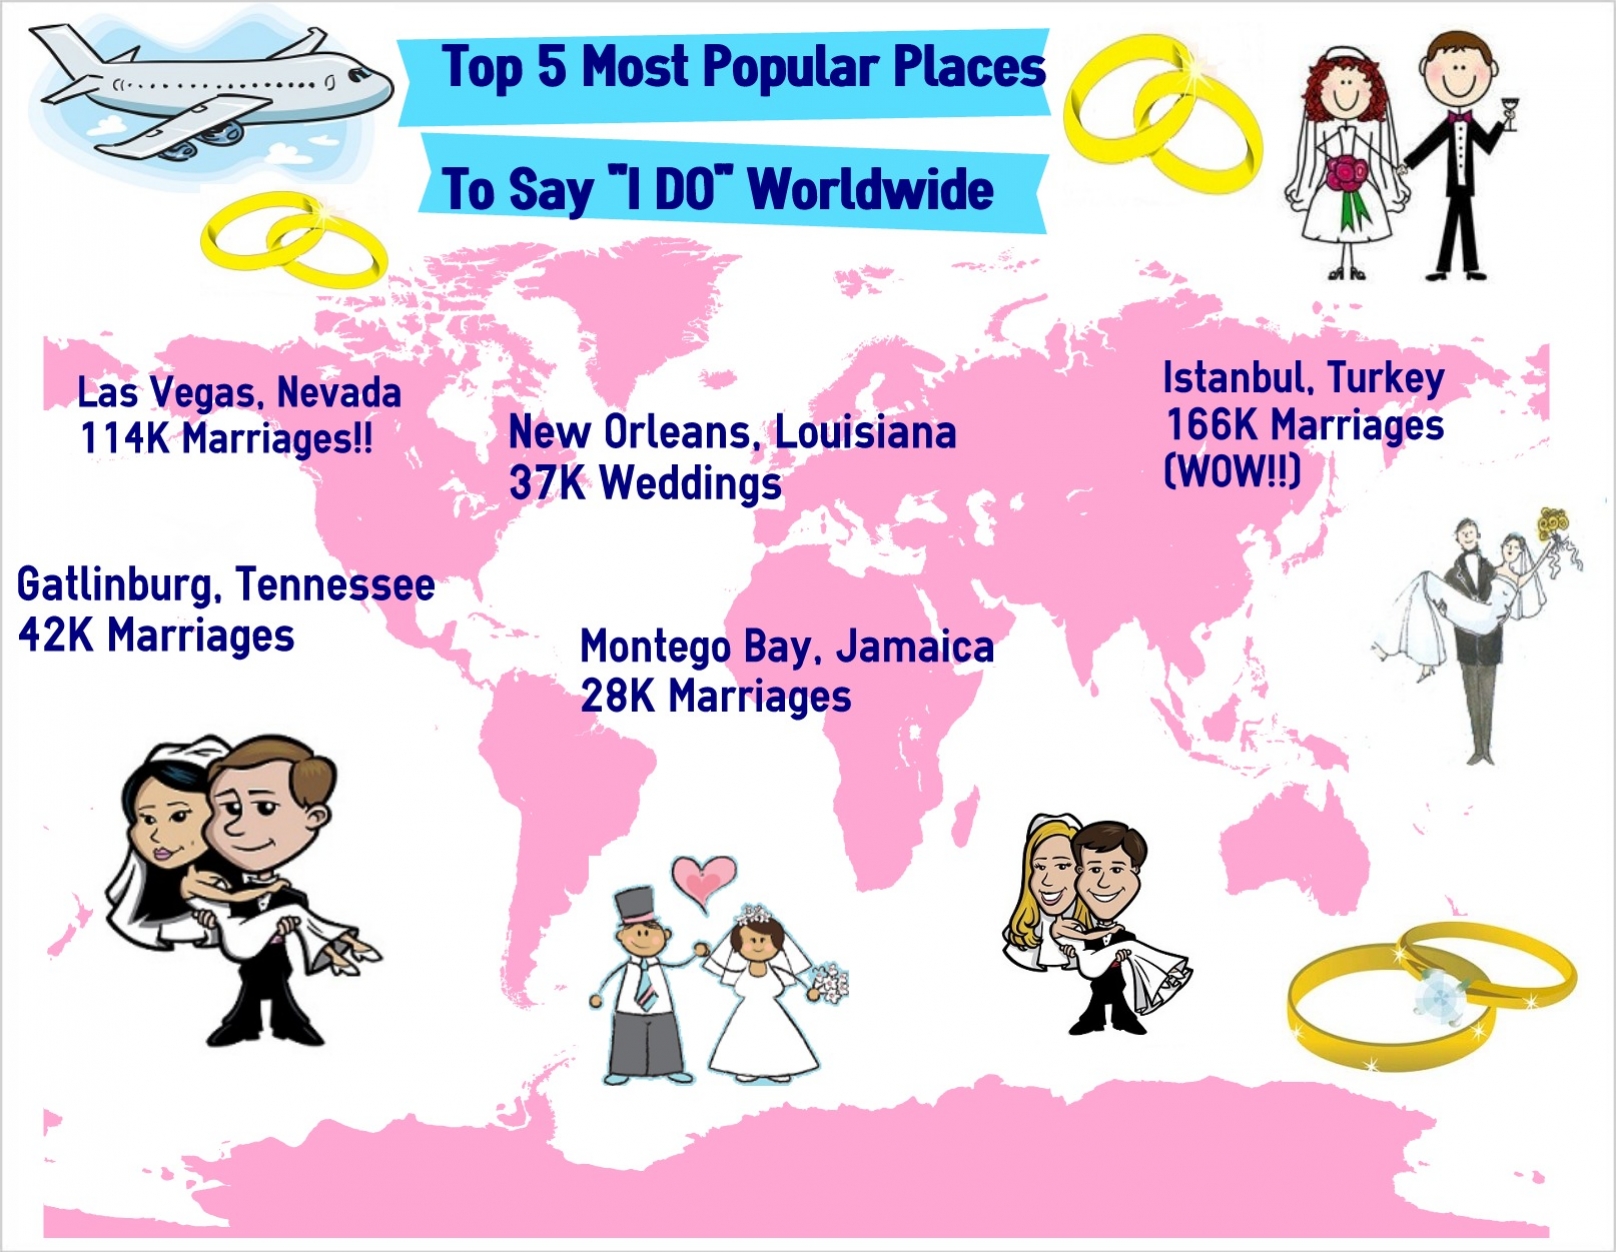 Top 5 Most Popular Places
To Say "I DO" Worldwide
Las Vegas, Nevada
114K Marriages!!
New Orleans, Louisiana
37K Weddings
Istanbul, Turkey
166K Marriages
(WOW!!)
Gatlinburg, Tennessee
42K Marriages
Montego Bay, Jamaica
28K Marriages